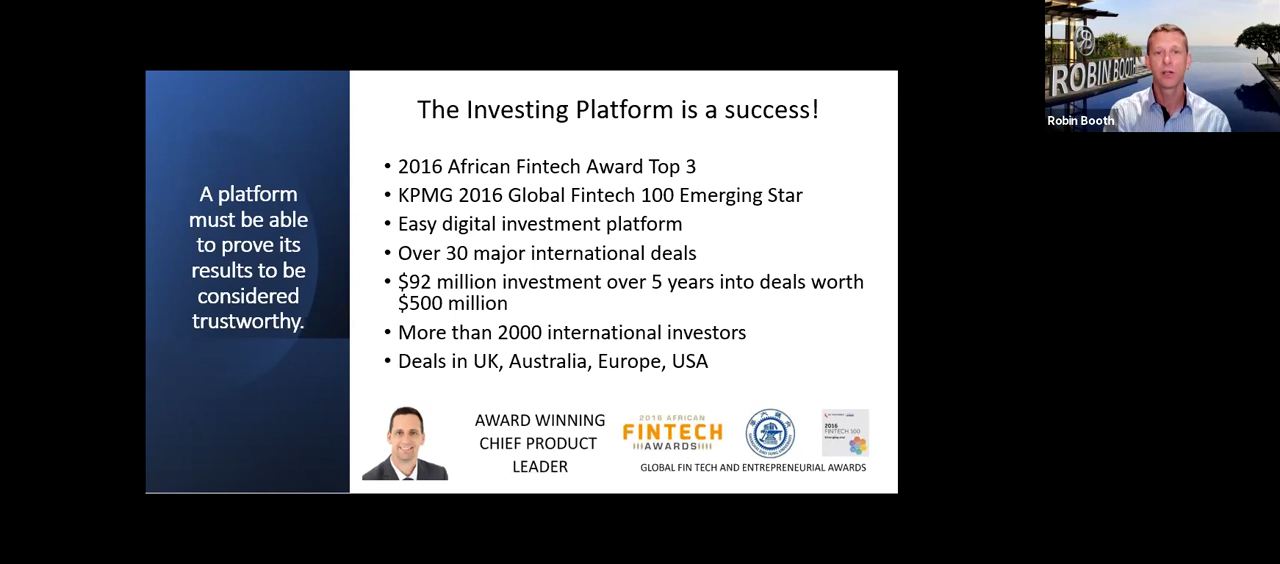 The Investing Platform is a success!
A platform
must be able
to prove its
results to be
considered
trustworthy.
• 2016 African Fintech Award Top 3
• KPMG 2016 Global Fintech 100 Emerging Star
• Easy digital investment platform
• Over 30 major international deals
• $92 million investment over 5 years into deals worth
$500 million
• More than 2000 international investors
• Deals in UK, Australia, Europe, USA
AWARD WINNING
CHIEF PRODUCT
LEADER
2016 AFRICAN
FINTECH
AWARDS
2016
FINTECH 100
GLOBAL FIN TECH AND ENTREPRENEURIAL AWARDS
ROBIN BOOTH
Robin Booth